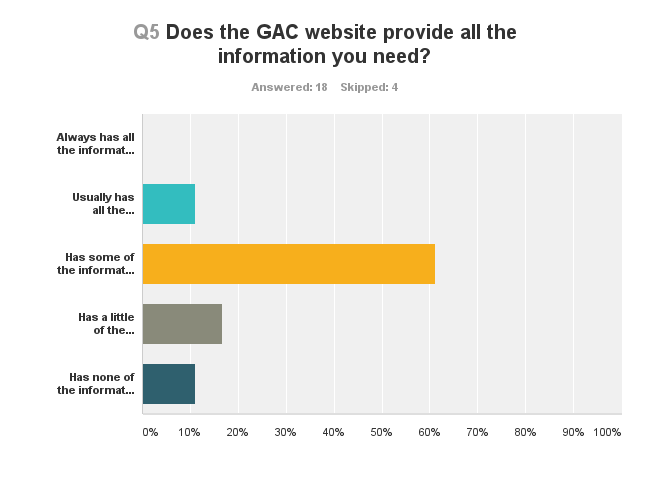 Q5 Does the GAC website provide all the
information you need?
Answered: 18 Skipped: 4
Always has all
the informat...
Usually has
all the...
Has some of
the informat...
Has a little
of the...
Has none of
the informat...
0% 10% 20% 30% 40% 50% 60% 70% 80% 90% 100%